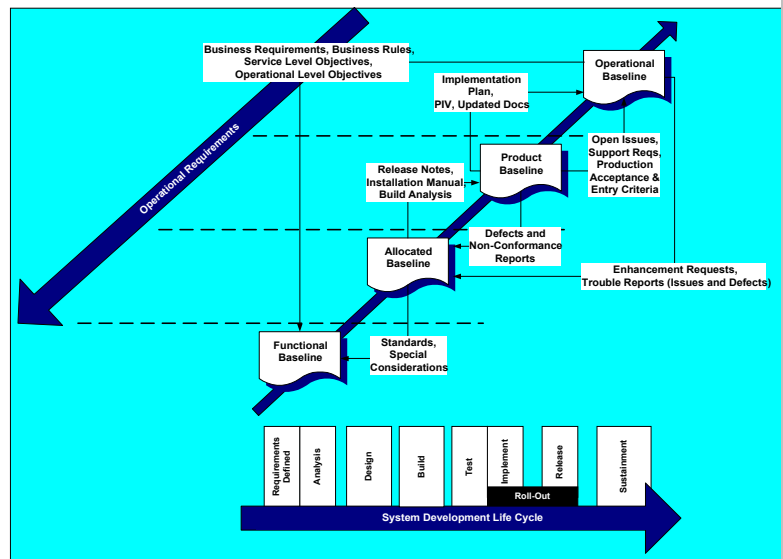 Business Requirements, Business Rules,
Service Level Objectives,
Operational Level Objectives
Operational
Baseline
Implementation
Plan,
PIV, Updated Docs
Operational Requirements
Open Issues,
Support Reqs,
Production
Acceptance &
Entry Criteria
Product
Baseline
Release Notes,
Installation Manual,
Build Analysis
Defects and
Non-Conformance
Reports
Allocated
Baseline
Enhancement Requests,
Trouble Reports (Issues and Defects)
Functional
Baseline
Standards,
Special
Considerations
Requirements
Defined
Analysis
Design
Build
Test
Implement
Release
Sustainment
Roll-Out
System Development Life Cycle